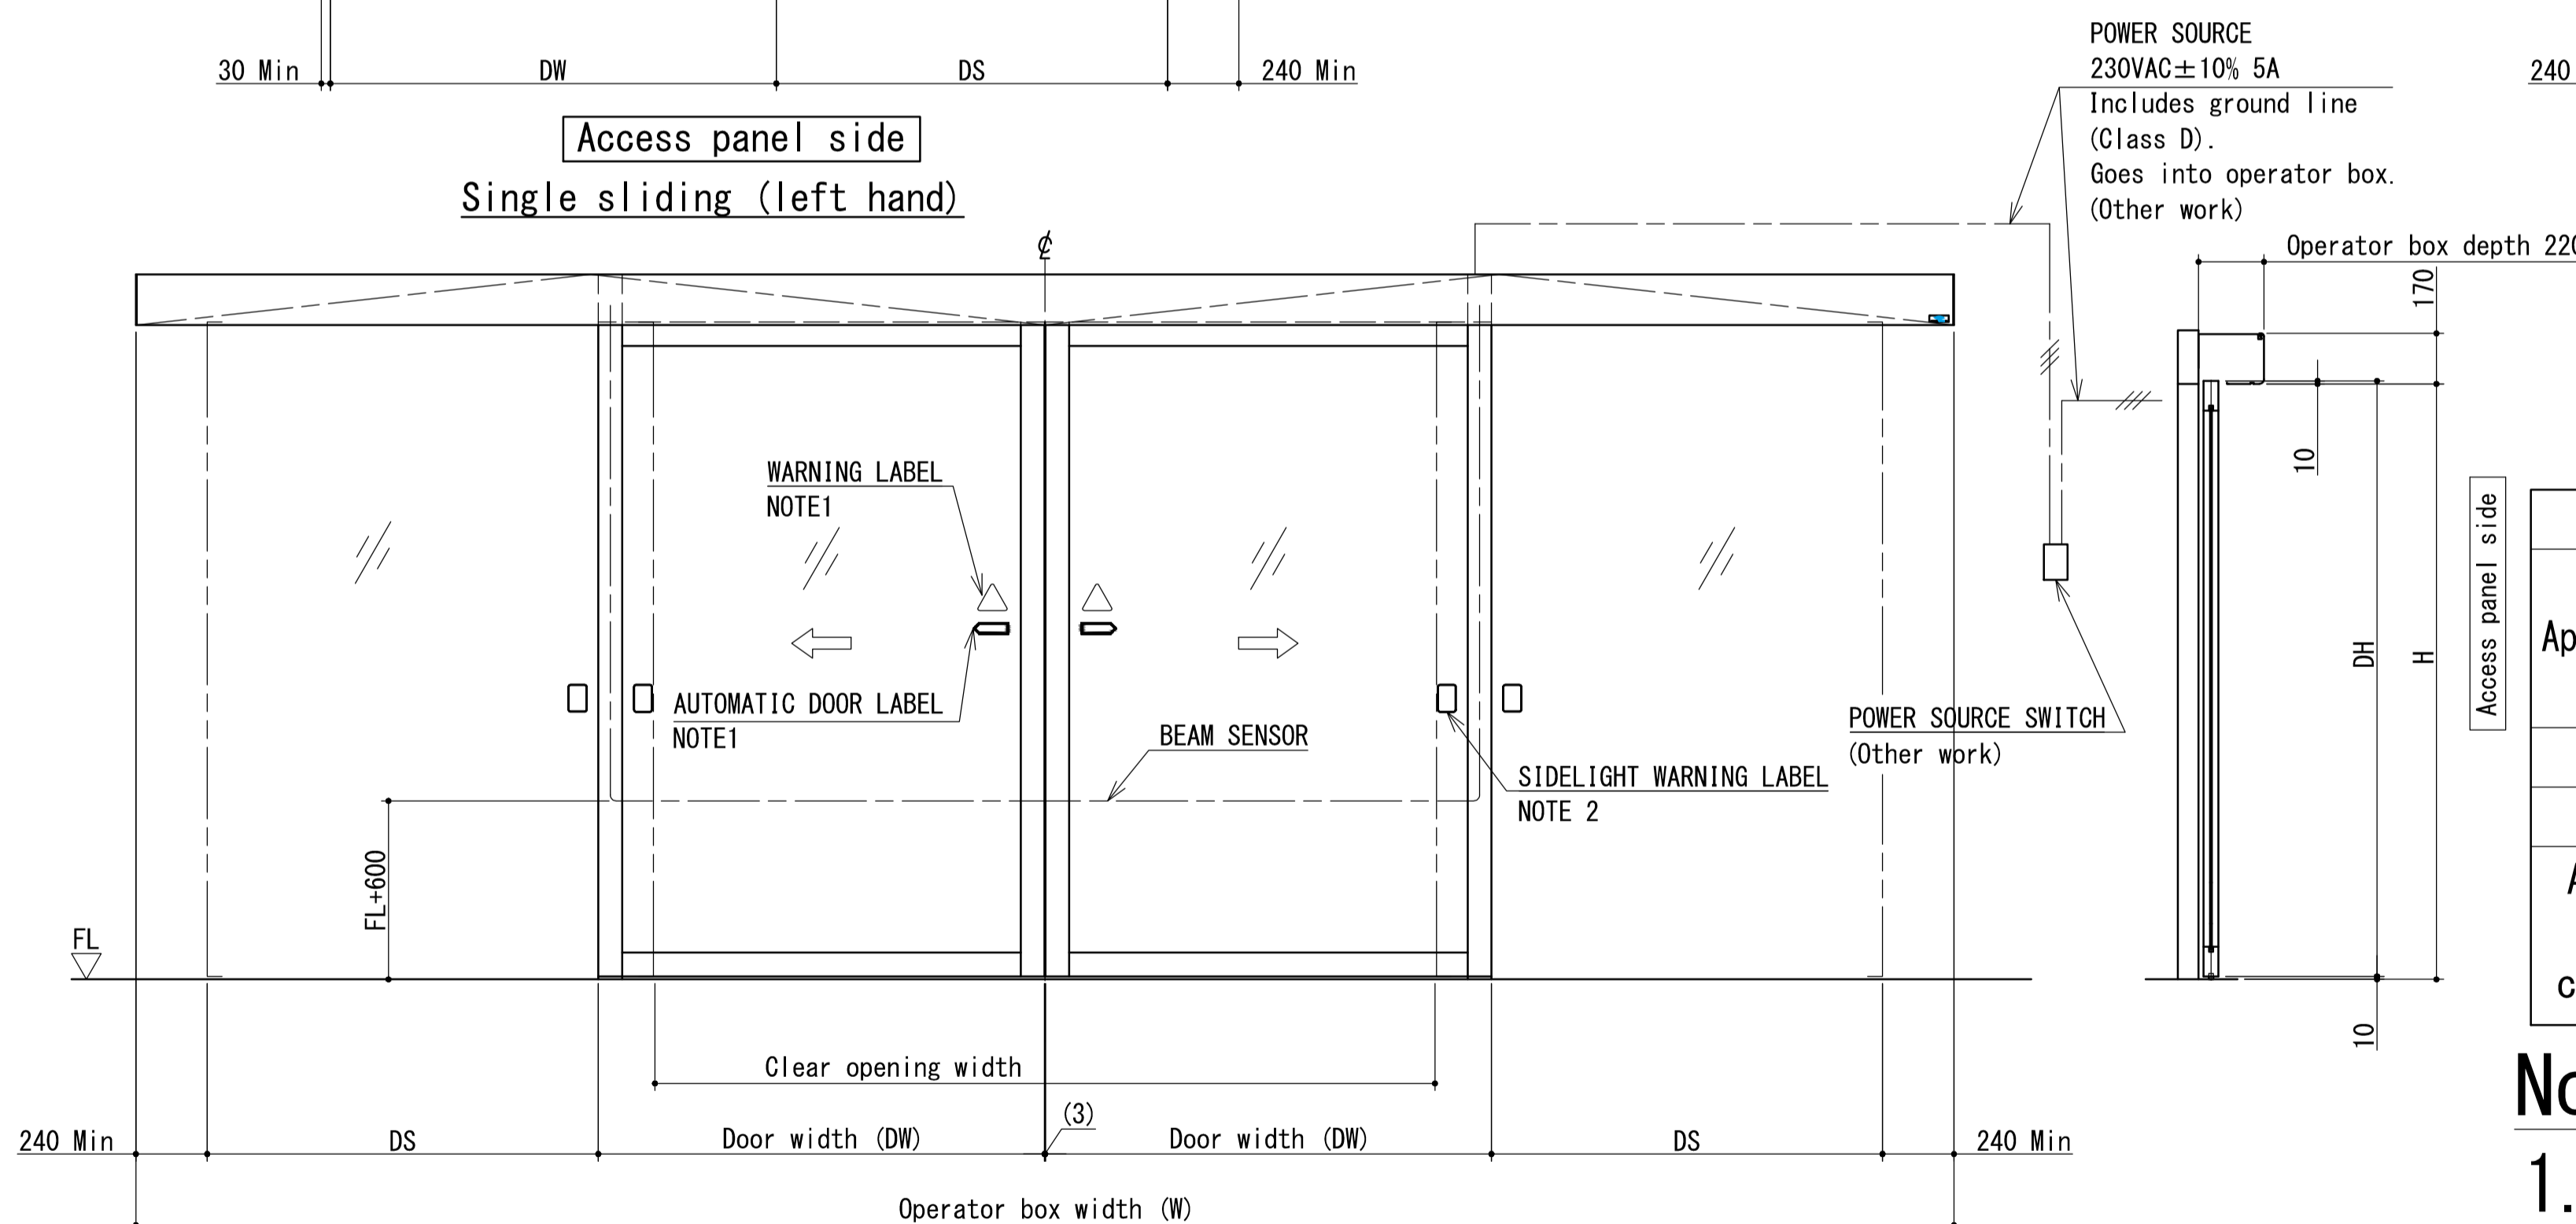 30 Min
DW
DS
240 Min
Access panel side
Single sliding (left hand)
POWER SOURCE
230VAC±10% 5A
Includes ground line
(Class D).
Goes into operator box.
(Other work)
240
Operator box depth 220
170
10
WARNING LABEL
NOTE1
AUTOMATIC DOOR LABEL
NOTE1
BEAM SENSOR
SIDELIGHT WARNING LABEL
NOTE 2
POWER SOURCE SWITCH
(Other work)
DH
H
Access panel side
FL+600
FL
10
Clear opening width
(3)
240 Min
DS
Door width (DW)
Door width (DW)
DS
240 Min
Operator box width (W)
1.